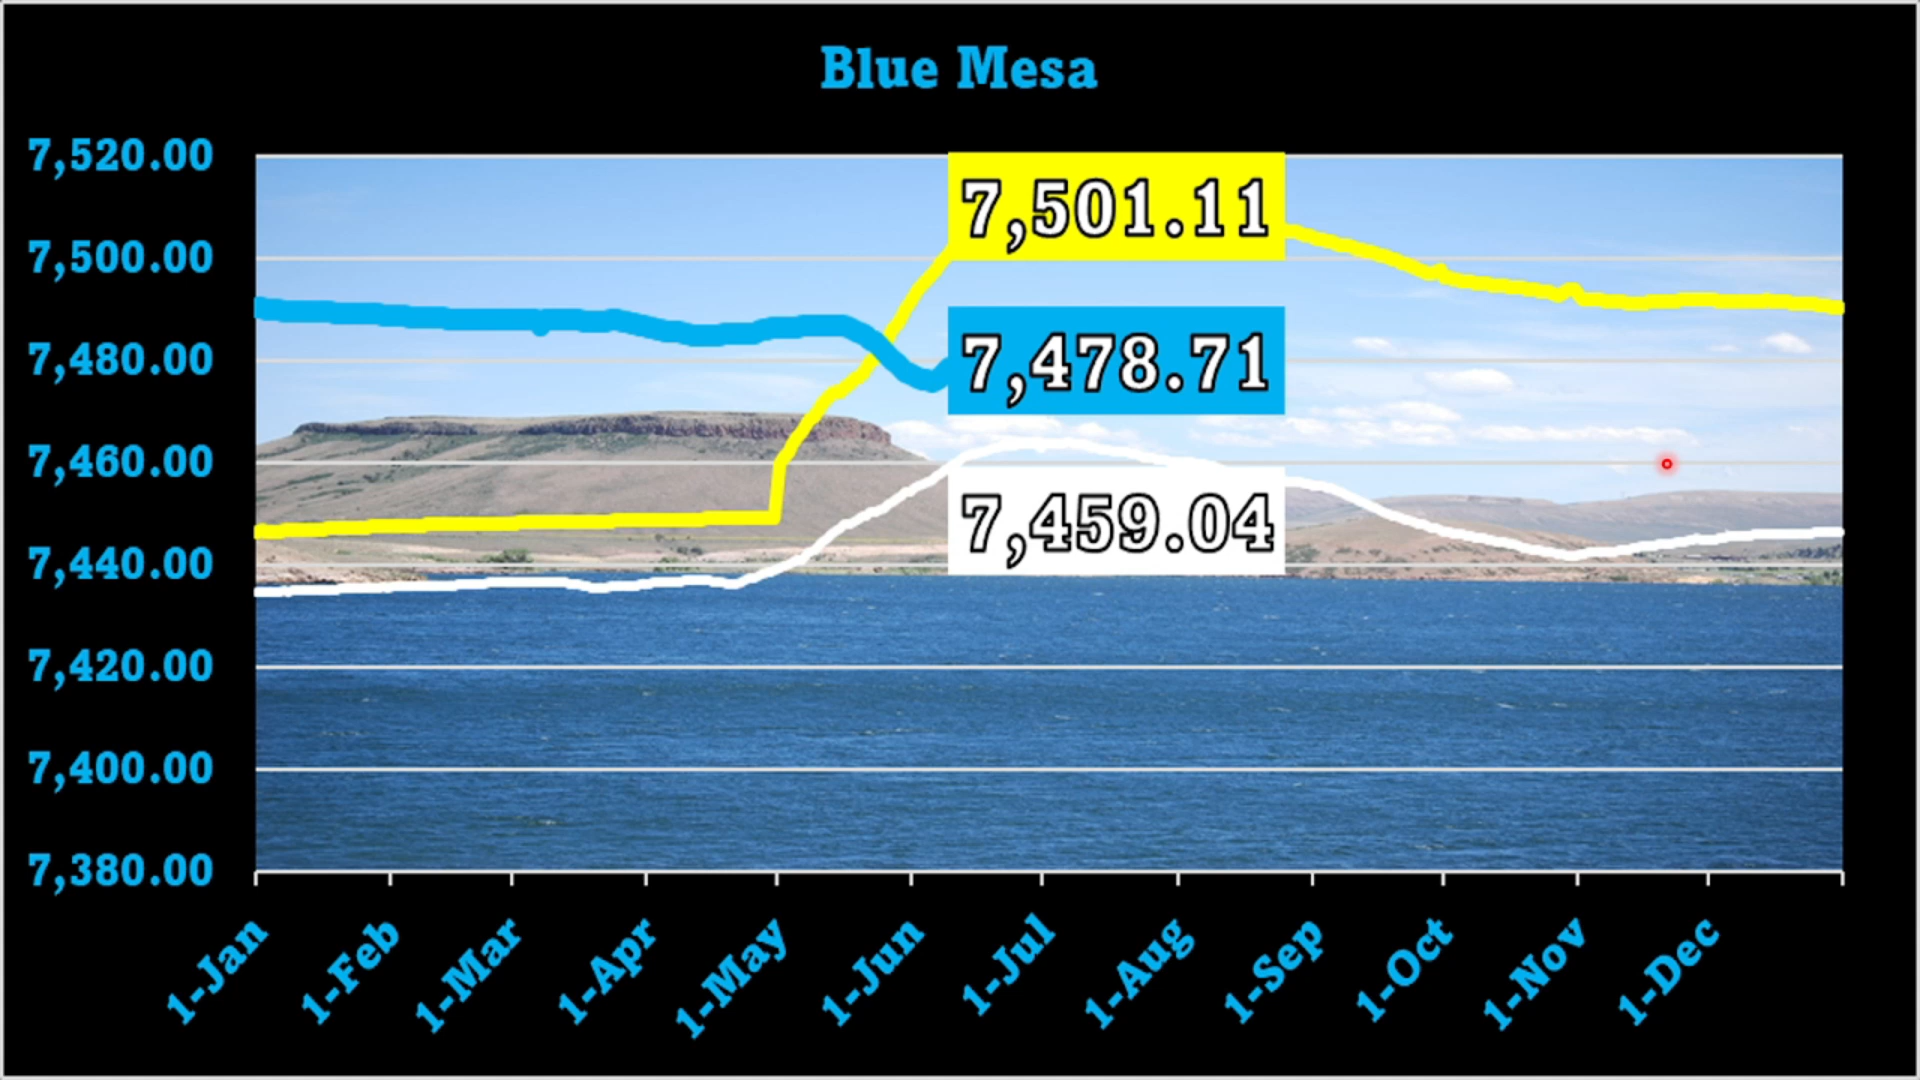 Blue Mesa
7,520.00
7,500.00
7,480.00
7,460.00
7,440.00
7,420.00
7,400.00
7,380.00
7,501.11
7,478.71
7,459.04
1-Jan
1-Feb
1-Mar
1-Apr
1-May
1-Jun
1-Jul
1-Aug
1-Sep
1-Oct
1-Nov
1-Dec